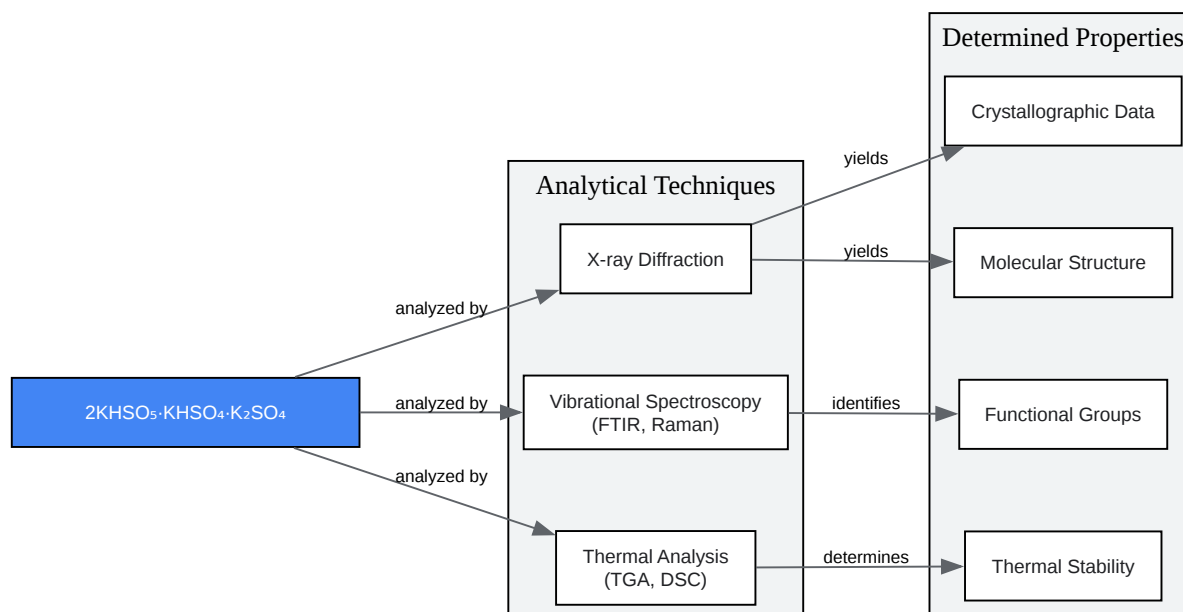 Determined Properties
Crystallographic Data
yields
Analytical Techniques
X-ray Diffraction
yields
Molecular Structure
analyzed by
2KHSO₅·KHSO₄·K₂SO₄
analyzed by
Vibrational Spectroscopy
(FTIR, Raman)
identifies
Functional Groups
analyzed by
Thermal Analysis
(TGA, DSC)
determines
Thermal Stability